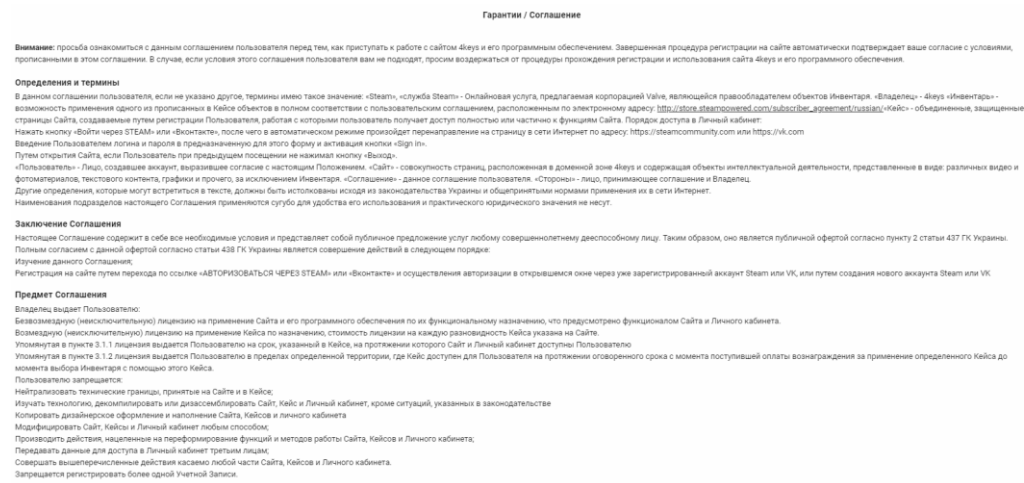 Гарантии / Соглашение
Внимание: просьба ознакомиться с данным соглашением пользователя перед тем, как приступать к работе с сайтом 4keys и его программным обеспечением. Завершенная процедура регистрации на сайте автоматически подтверждает ваше согласие с условиями,
прописанными в этом соглашении. В случае, если условия этого соглашения пользователя вам не подходят, просим воздержаться от процедуры прохождения регистрации и использования сайта 4keys и его программного обеспечения.
Определения и термины
В данном соглашении пользователя, если не указано другое, термины имею такое значение: «Steam», «служба Steam» - Онлайновая услуга, предлагаемая корпорацией Valve, являющейся правообладателем объектов Инвентаря. «Владелец» - 4keys «Инвентарь» -
возможность применения одного из прописанных в Кейсе объектов в полном соответствии с пользовательским соглашением, расположенным по электронному адресу: http://store.steampowered.com/subscriber_agreement/russian/«Кейс» - объединенные, защищенные
страницы Сайта, создаваемые путем регистрации Пользователя, работая с которыми пользователь получает доступ полностью или частично к функциям Сайта. Порядок доступа в Личный кабинет:
Нажать кнопку «Войти через STEAM» или «Вконтакте», после чего в автоматическом режиме произойдет перенаправление на страницу в сети Интернет по адресу: https://steamcommunity.com или https://vk.com
Введение Пользователем логина и пароля в предназначенную для этого форму и активация кнопки «Sign in».
Путем открытия Сайта, если Пользователь при предыдущем посещении не нажимал кнопку «Выход».
«Пользователь» - Лицо, создавшее аккаунт, выразившее согласие с настоящим Положением. «Сайт» - совокупность страниц, расположенная в доменной зоне 4keys и содержащая объекты интеллектуальной деятельности, представленные в виде: различных видео и
фотоматериалов, текстового контента, графики и прочего, за исключением Инвентаря. «Соглашение» - данное соглашение пользователя. «Стороны» - лицо, принимающее соглашение и Владелец.
Другие определения, которые могут встретиться в тексте, должны быть истолкованы исходя из законодательства Украины и общепринятыми нормами применения их в сети Интернет.
Наименования подразделов настоящего Соглашения применяются сугубо для удобства его использования и практического юридического значения не несут.
Заключение Соглашения
Настоящее Соглашение содержит в себе все необходимые условия и представляет собой публичное предложение услуг любому совершеннолетнему дееспособному лицу. Таким образом, оно является публичной офертой согласно пункту 2 статьи 437 ГК Украины.
Полным согласием с данной офертой согласно статьи 438 ГК Украины является совершение действий в следующем порядке:
Изучение данного Соглашения;
Регистрация на сайте путем перехода по ссылке «АВТОРИЗОВАТЬСЯ ЧЕРЕЗ STEAM» или «Вконтакте» и осуществления авторизации в открывшемся окне через уже зарегистрированный аккаунт Steam или VK, или путем создания нового аккаунта Steam или VK
Предмет Соглашения
Владелец выдает Пользователю:
Безвозмездную (неисключительную) лицензию на применение Сайта и его программного обеспечения по их функциональному назначению, что предусмотрено функционалом Сайта и Личного кабинета.
Возмездную (неисключительную) лицензию на применение Кейса по назначению, стоимость лицензии на каждую разновидность Кейса указана на Сайте.
Упомянутая в пункте 3.1.1 лицензия выдается Пользователю на срок, указанный в Кейсе, на протяжении которого Сайт и Личный кабинет доступны Пользователю
Упомянутая в пункте 3.1.2 лицензия выдается Пользователю в пределах определенной территории, где Кейс доступен для Пользователя на протяжении оговоренного срока с момента поступившей оплаты вознаграждения за применение определенного Кейса до
момента выбора Инвентаря с помощью этого Кейса.
Пользователю запрещается:
Нейтрализовать технические границы, принятые на Сайте и в Кейсе;
Изучать технологию, декомпилировать или дизассемблировать Сайт, Кейс и Личный кабинет, кроме ситуаций, указанных в законодательстве
Копировать дизайнерское оформление и наполнение Сайта, Кейсов и личного кабинета
Модифицировать Сайт, Кейсы и Личный кабинет любым способом;
Производить действия, нацеленные на переформирование функций и методов работы Сайта, Кейсов и Личного кабинета;
Передавать данные для доступа в Личный кабинет третьим лицам;
Совершать вышеперечисленные действия касаемо любой части Сайта, Кейсов и Личного кабинета.
Запрещается регистрировать более одной Учетной Записи.